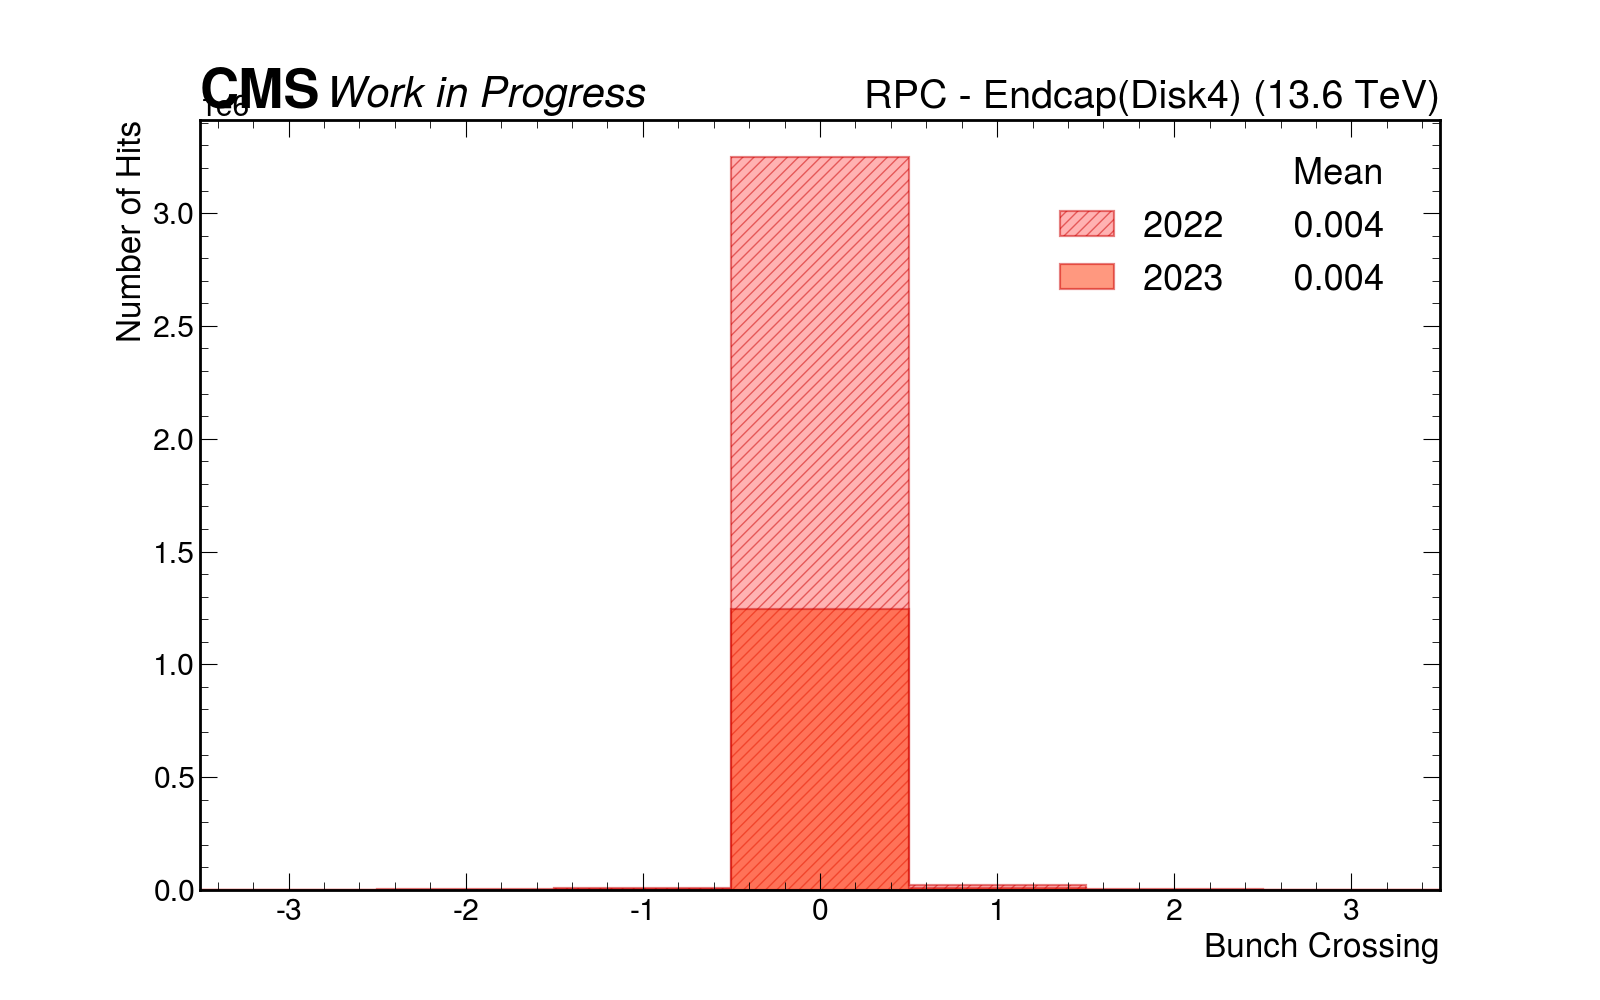 CMS Work in Progress
RPC - Endcap(Disk4) (13.6 TeV)
1e6
Number of Hits
3.0
2.5
2.0
1.5
1.0
0.5
0.0
Mean
2022 0.004
2023 0.004
-3 -2 -1 0 1 2 3
Bunch Crossing